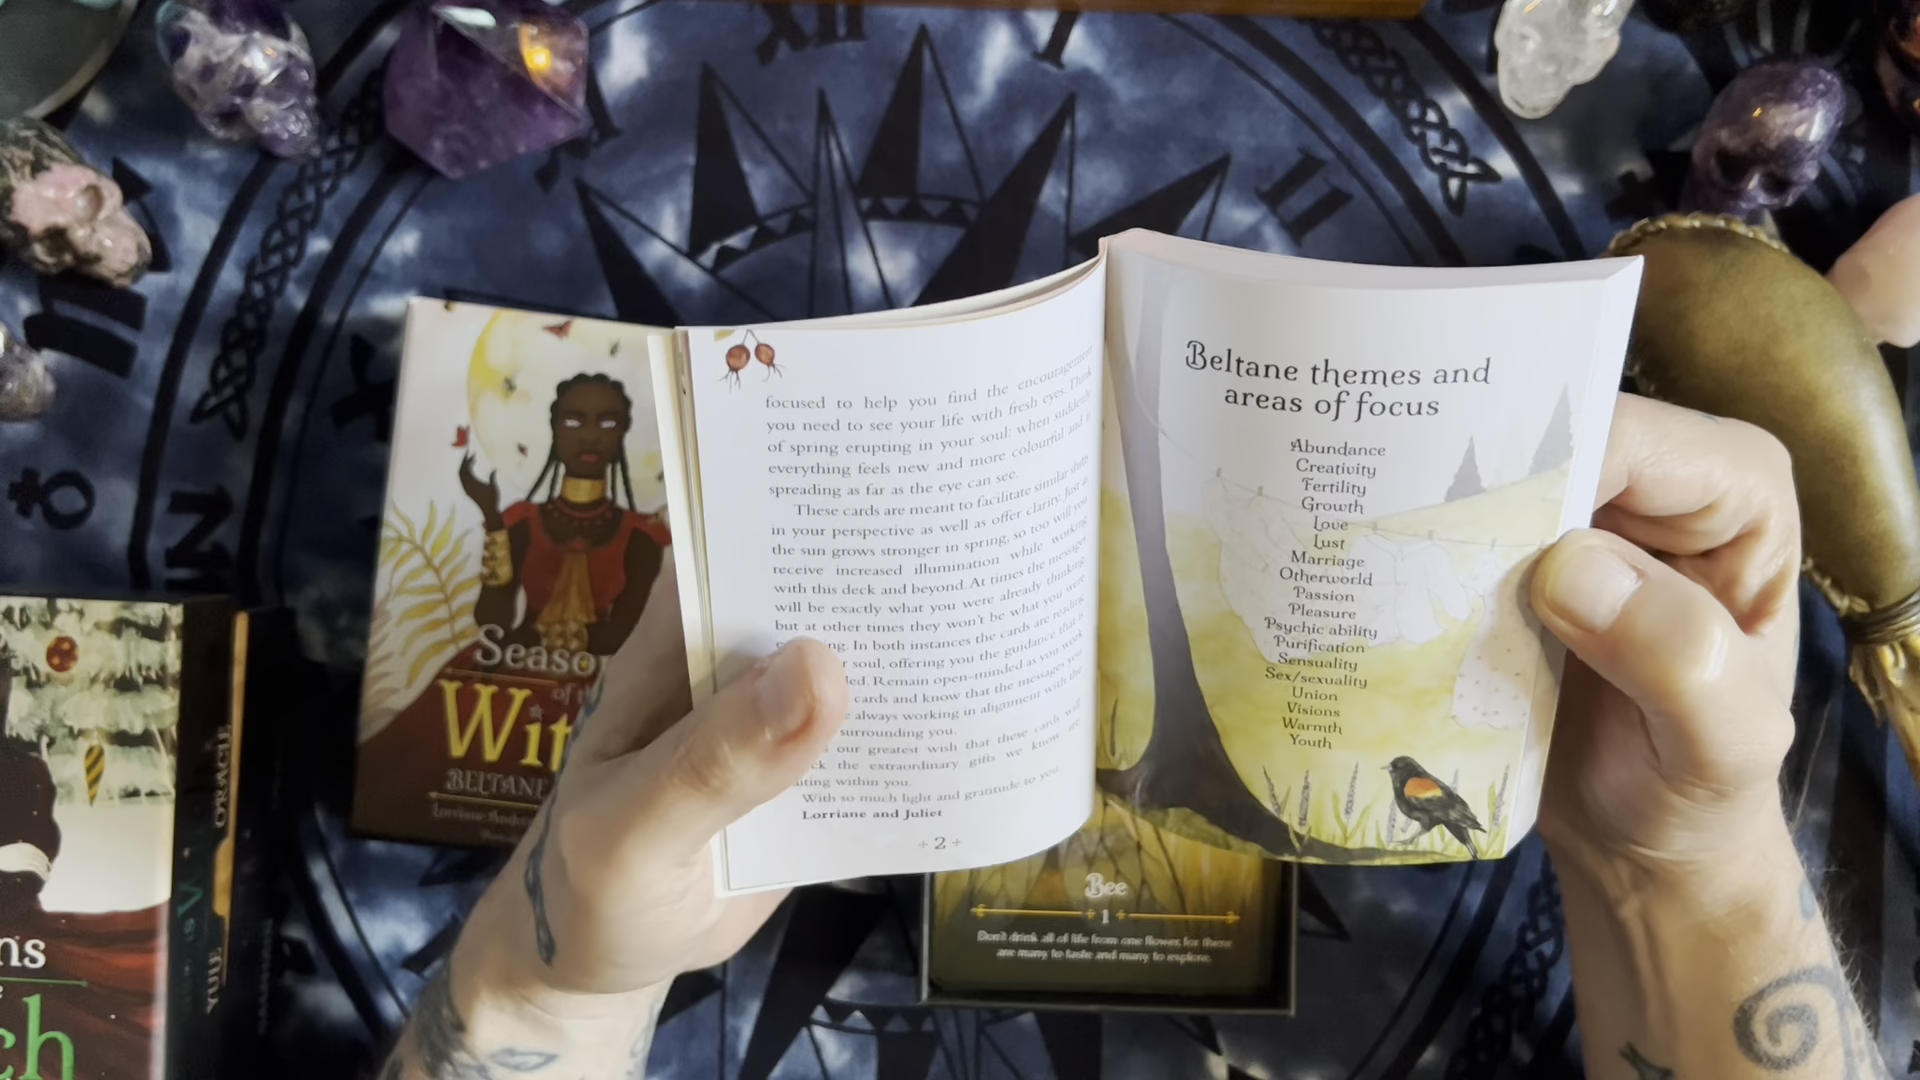 XII
I
II
focused to help you find the encouragement
you need to see your life with fresh eyes. Think
of spring erupting in your soul: when suddenly
everything feels new and more colourful and is
spreading as far as the eye can see.
These cards are meant to facilitate similar shifts
in your perspective as well as offer clarity. Just as
the sun grows stronger in spring, so too will you
receive increased illumination while working
with this deck and beyond. At times the messages
will be exactly what you were already thinking
but at other times they won't be what you were
In both instances the cards are reading
soul, offering you the guidance that is
Remain open-minded as you work
cards and know that the messages you
always working in alignment with the
surrounding you.
our greatest wish that these cards will
the extraordinary gifts we know are
within you.
With so much light and gratitude to you.
Lorriane and Juliet
+ 2 +
Beltane themes and
areas of focus
Abundance
Creativity
Fertility
Growth
Love
Lust
Marriage
Otherworld
Passion
Pleasure
Psychic ability
Purification
Sensuality
Sex/sexuality
Union
Visions
Warmth
Youth
of
BELTANE
Lorriane
Bee
+ 1 +
Don't drink all of life from one flower, for there
are many to taste and many to explore.
YULE
ORACLE